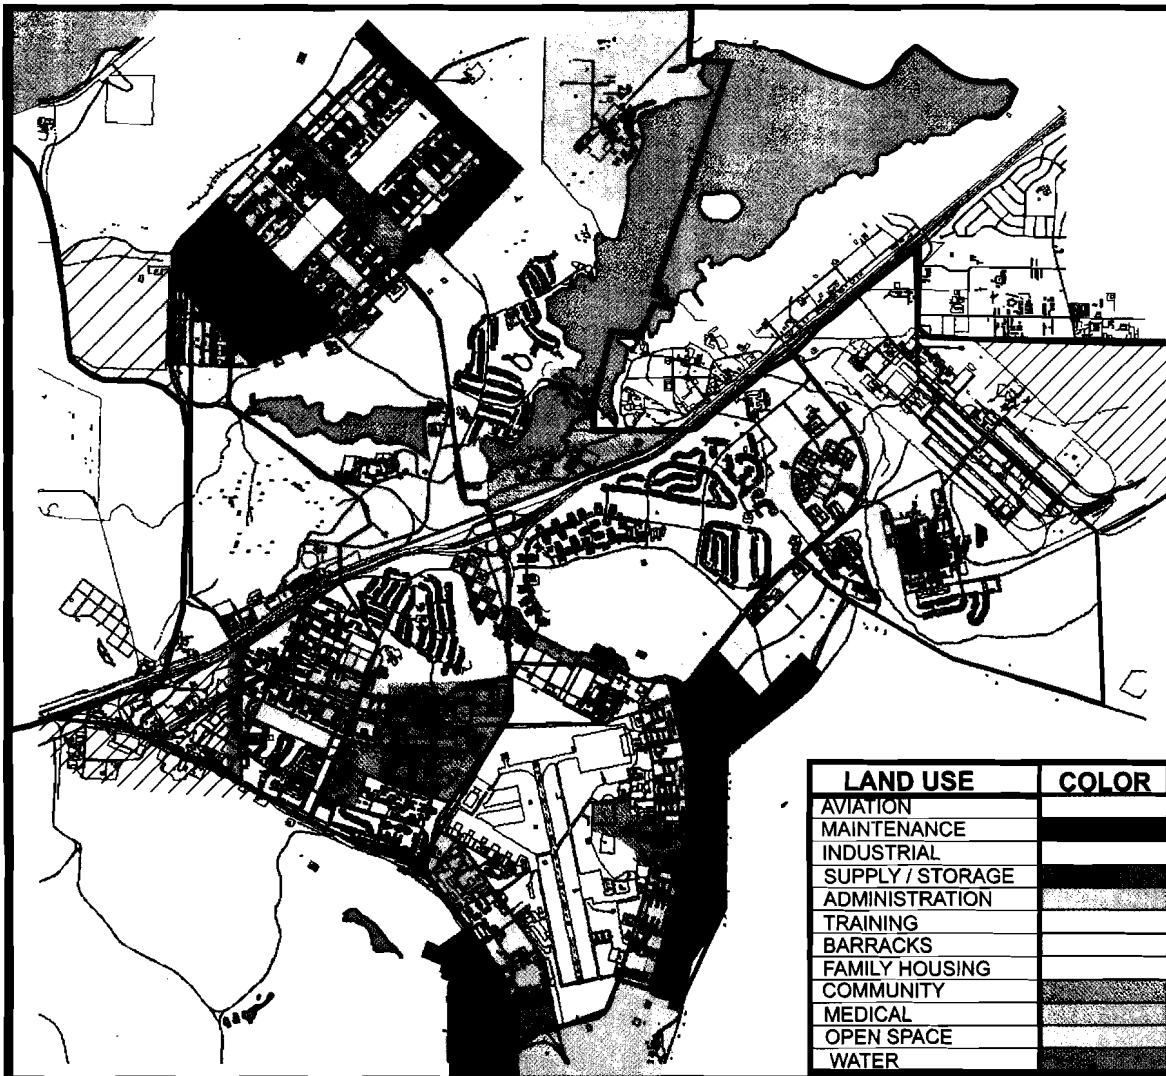 LAND USE COLOR
AVIATION
MAINTENANCE
INDUSTRIAL
SUPPLY / STORAGE
ADMINISTRATION
TRAINING
BARRACKS
FAMILY HOUSING
COMMUNITY
MEDICAL
OPEN SPACE
WATER